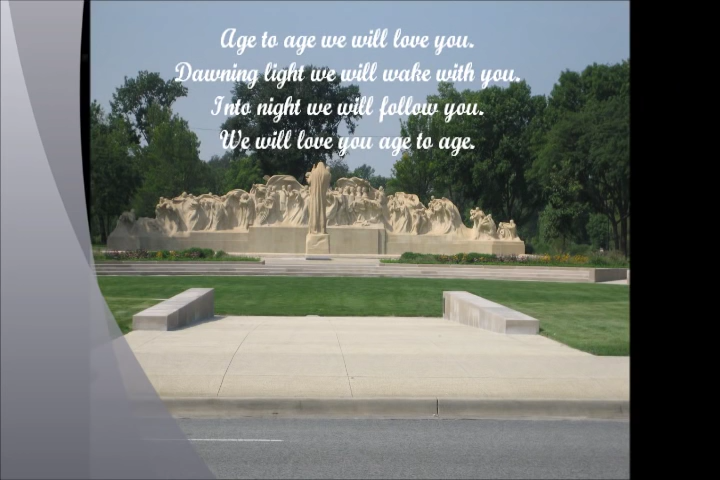 Age to age we will love you.
Dawning light we will wake with you.
Into night we will follow you.
We will love you age to age.